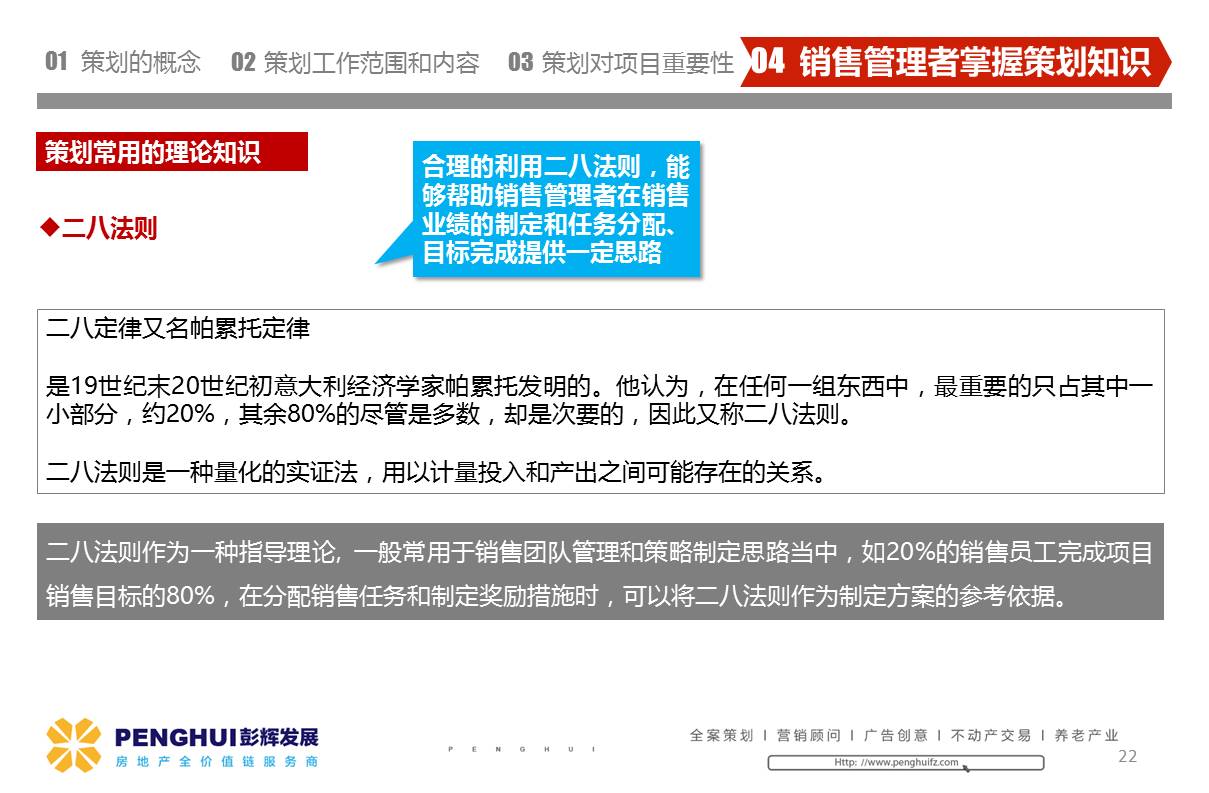 01 策划的概念 02 策划工作范围和内容 03 策划对项目重要性 04 销售管理者掌握策划知识
策划常用的理论知识
合理的利用二八法则，能
够帮助销售管理者在销售
业绩的制定和任务分配、
目标完成提供一定思路
◆二八法则
二八定律又名帕累托定律
是19世纪末20世纪初意大利经济学家帕累托发明的。他认为，在任何一组东西中，最重要的只占其中一
小部分，约20%，其余80%的尽管是多数，却是次要的，因此又称二八法则。
二八法则是一种量化的实证法，用以计量投入和产出之间可能存在的关系。
二八法则作为一种指导理论, 一般常用于销售团队管理和策略制定思路当中，如20%的销售员工完成项目
销售目标的80%，在分配销售任务和制定奖励措施时，可以将二八法则作为制定方案的参考依据。
PENGHUI彭辉发展
房地产全价值链服务商
PENGHUI
全案策划 I 营销顾问 I 广告创意 I 不动产交易 I 养老产业
Http: //www.penghuifz.com
22